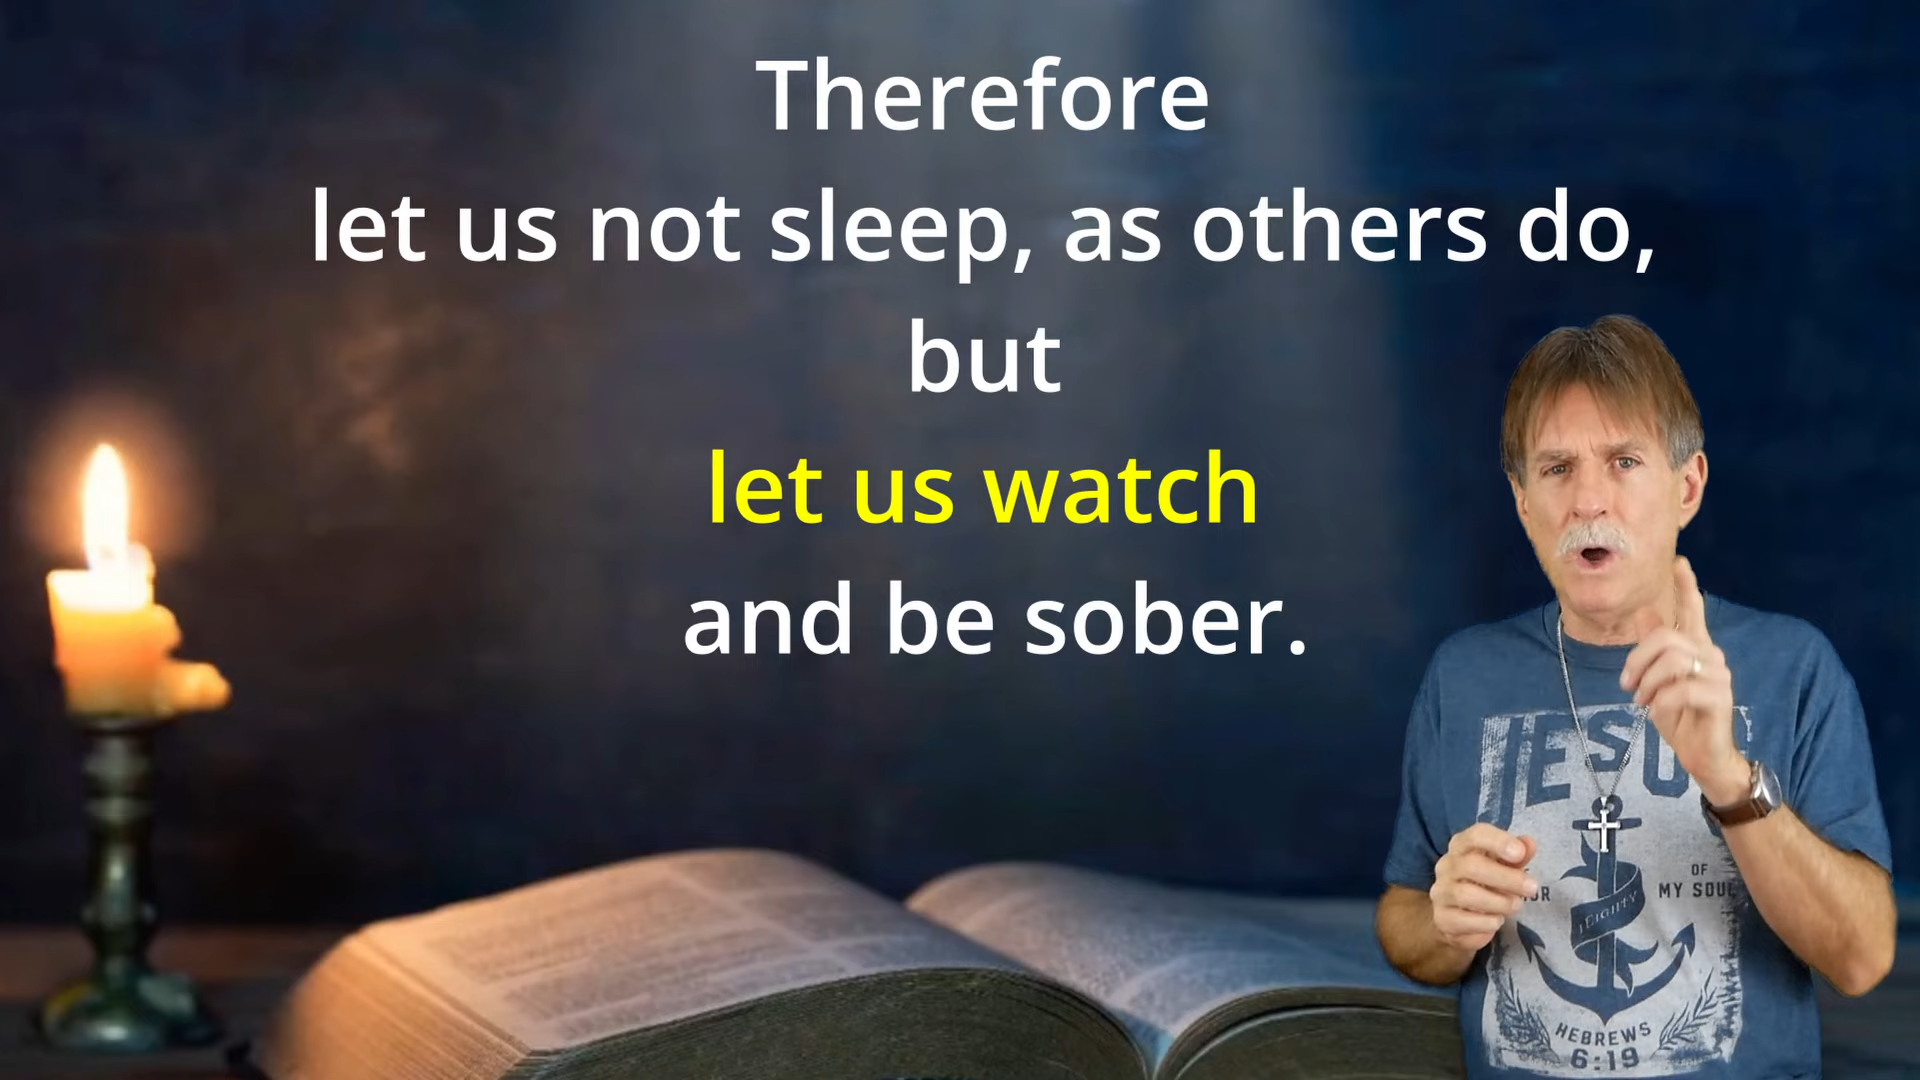 Therefore
let us not sleep, as others do,
but
let us watch
and be sober.
JESU
OF
MY SOUL
HEBREWS
6:19